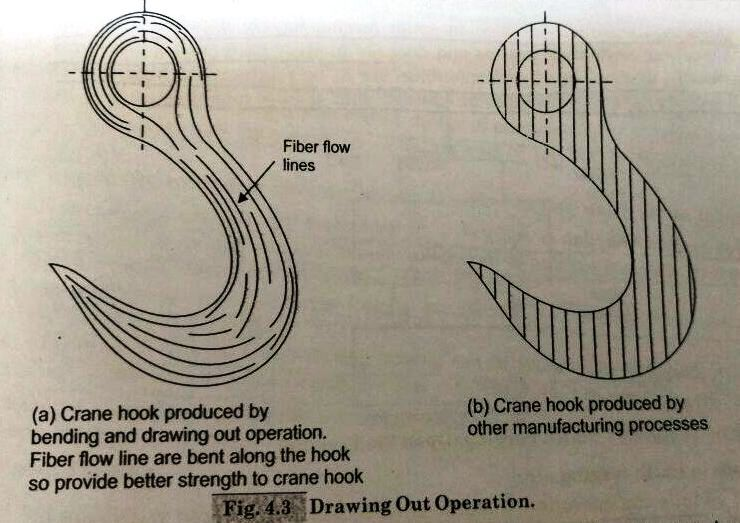 Fiber flow
lines
(a) Crane hook produced by
bending and drawing out operation.
Fiber flow line are bent along the hook
so provide better strength to crane hook
(b) Crane hook produced by
other manufacturing processes
Fig. 4.3 Drawing Out Operation.